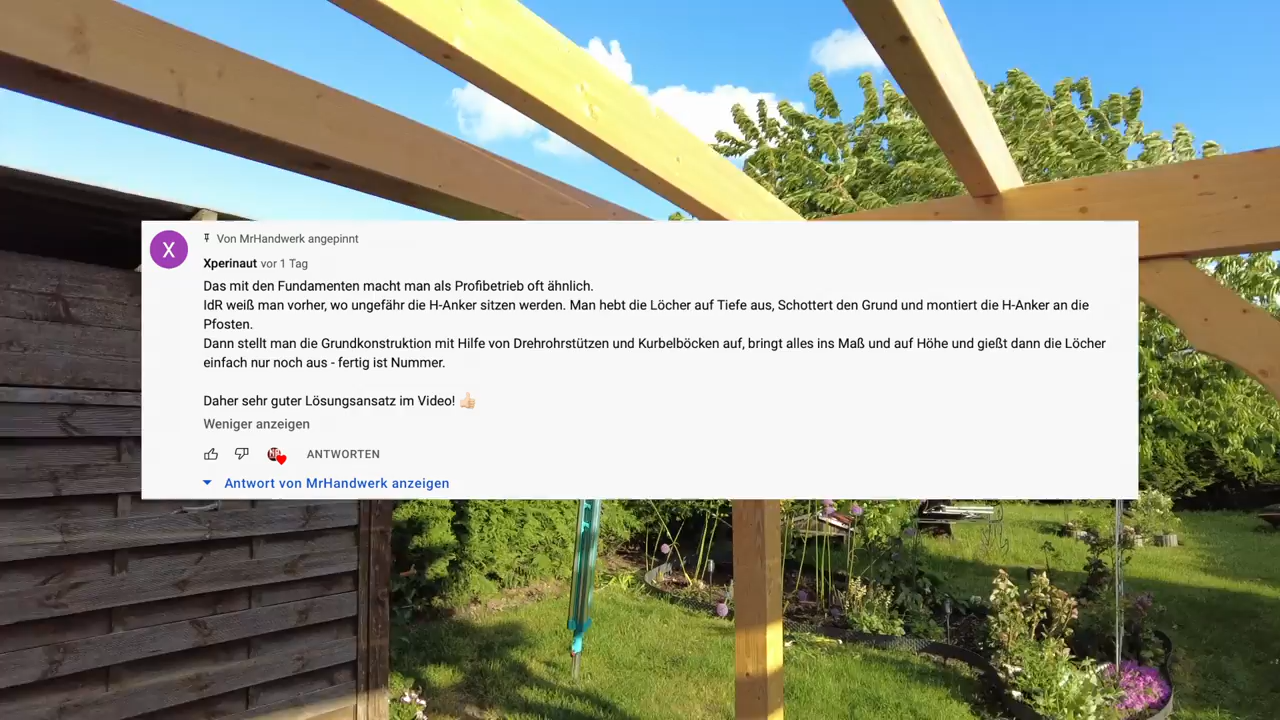 X
Von MrHandwerk angepinnt
Xperinaut vor 1 Tag
Das mit den Fundamenten macht man als Profibetrieb oft ähnlich.
IdR weiß man vorher, wo ungefähr die H-Anker sitzen werden. Man hebt die Löcher auf Tiefe aus, Schottert den Grund und montiert die H-Anker an die
Pfosten.
Dann stellt man die Grundkonstruktion mit Hilfe von Drehrohrstützen und Kurbelböcken auf, bringt alles ins Maß und auf Höhe und gießt dann die Löcher
einfach nur noch aus - fertig ist Nummer.
Daher sehr guter Lösungsansatz im Video! 👍🏻
Weniger anzeigen
ANTWORTEN
Antwort von MrHandwerk anzeigen